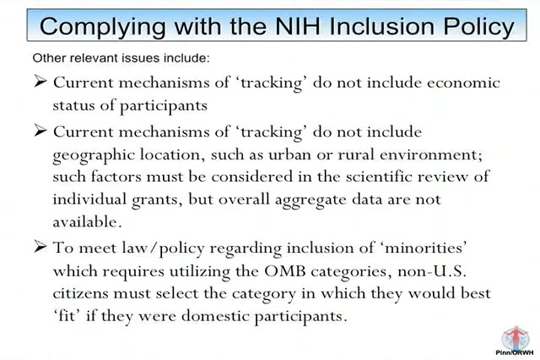 Complying with the NIH Inclusion Policy
Other relevant issues include:
Current mechanisms of ‘tracking’ do not include economic
status of participants
Current mechanisms of ‘tracking’ do not include
geographic location, such as urban or rural environment;
such factors must be considered in the scientific review of
individual grants, but overall aggregate data are not
available.
To meet law/policy regarding inclusion of ‘minorities’
which requires utilizing the OMB categories, non-U.S.
citizens must select the category in which they would best
‘fit’ if they were domestic participants.
Pinn/ORWH